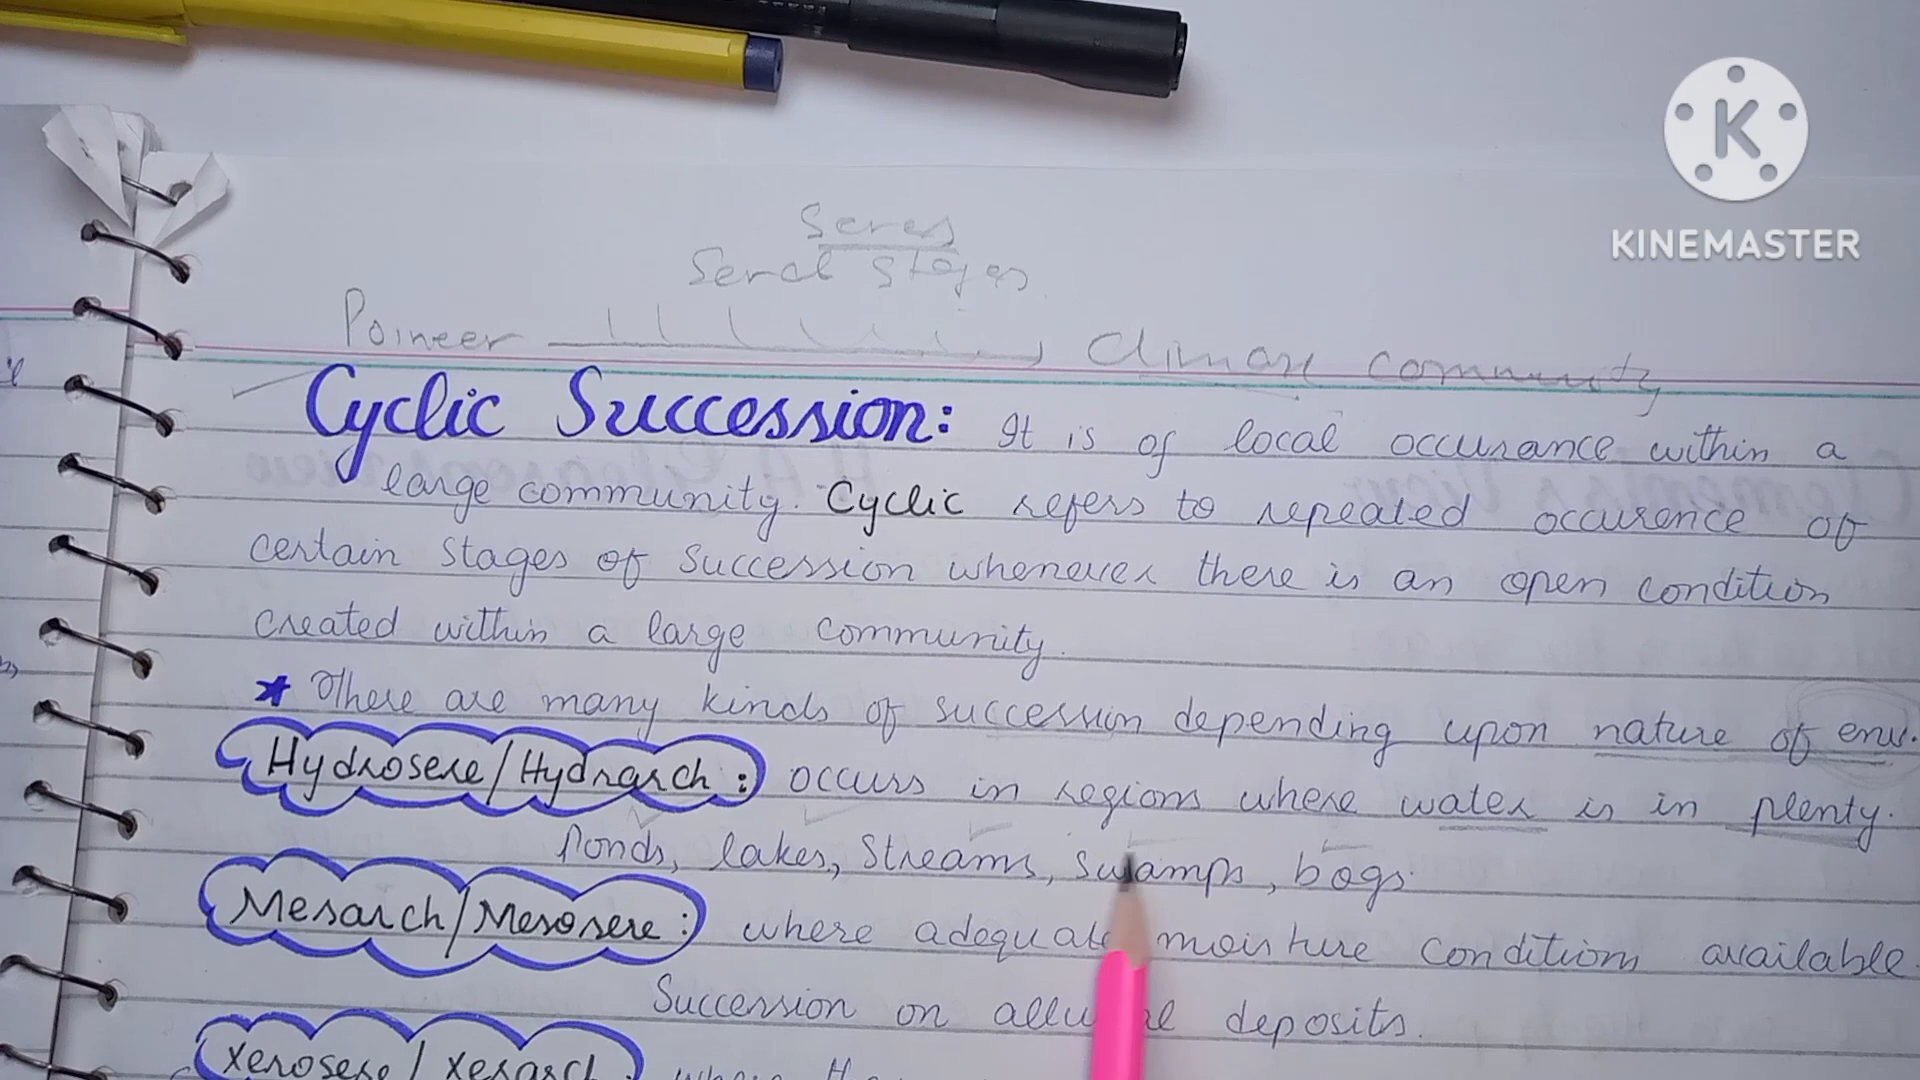 KINEMASTER
Seres
Seral stages
Poineer Climax community
Cyclic Succession: It is of local occurance within a
large community. Cyclic refers to repeated occurence of
certain stages of succession whenever there is an open condition
created within a large community.
* There are many kinds of succession depending upon nature of env.
Hydrosere/Hydrarch: occurs in regions where water is in plenty.
Ponds, lakes, streams, swamps, bogs.
Mesarch/Mesosere: where adequate moisture conditions available.
Succession on deposits.
Xerosere/Xerarch: